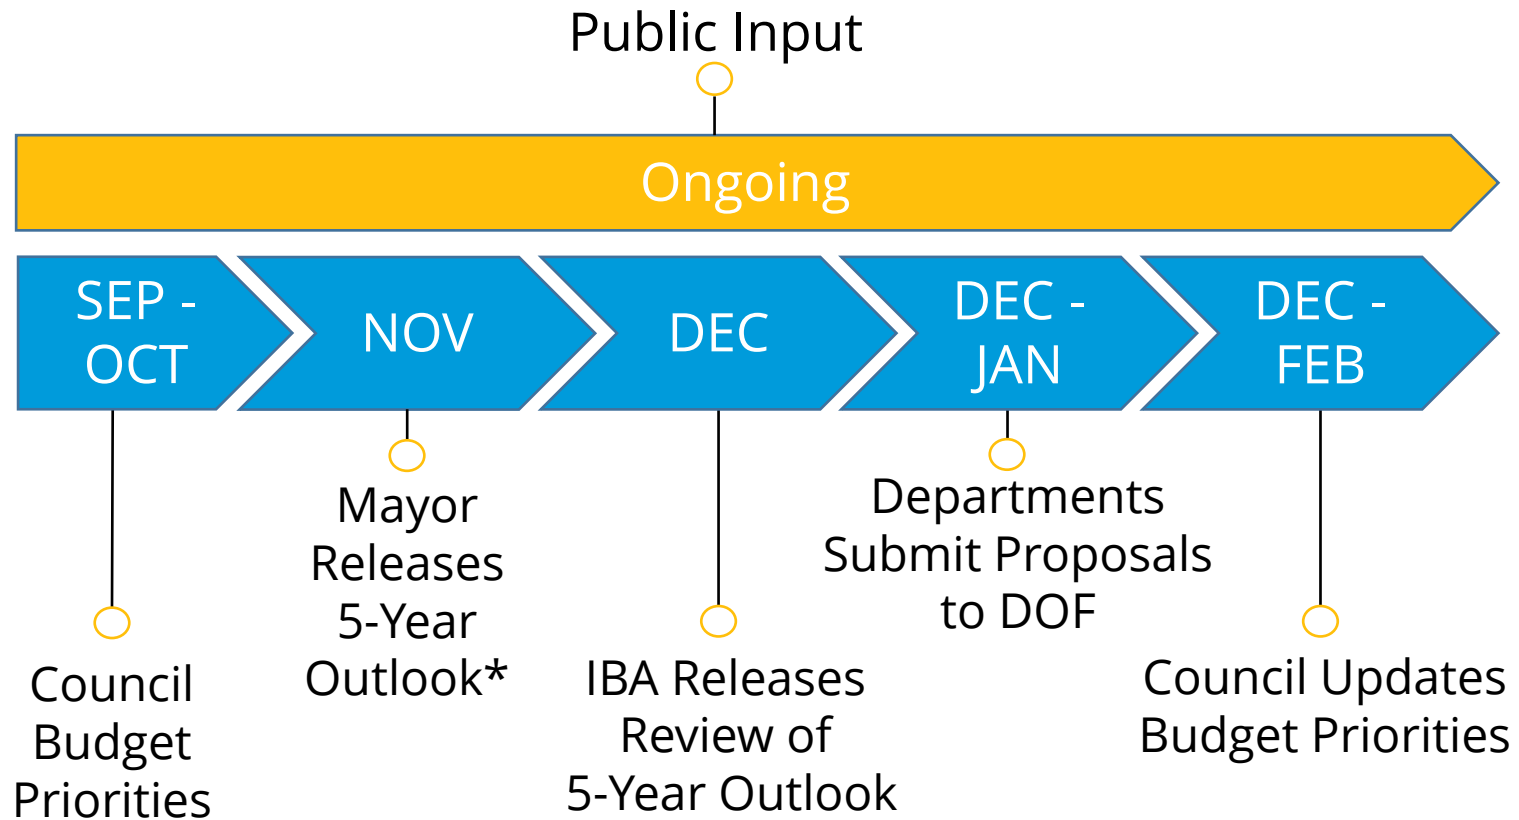 Public Input
Ongoing
SEP -
OCT
NOV
DEC
DEC -
JAN
DEC -
FEB
Council
Budget
Priorities
Mayor
Releases
5-Year
Outlook*
IBA Releases
Review of
5-Year Outlook
Departments
Submit Proposals
to DOF
Council Updates
Budget Priorities